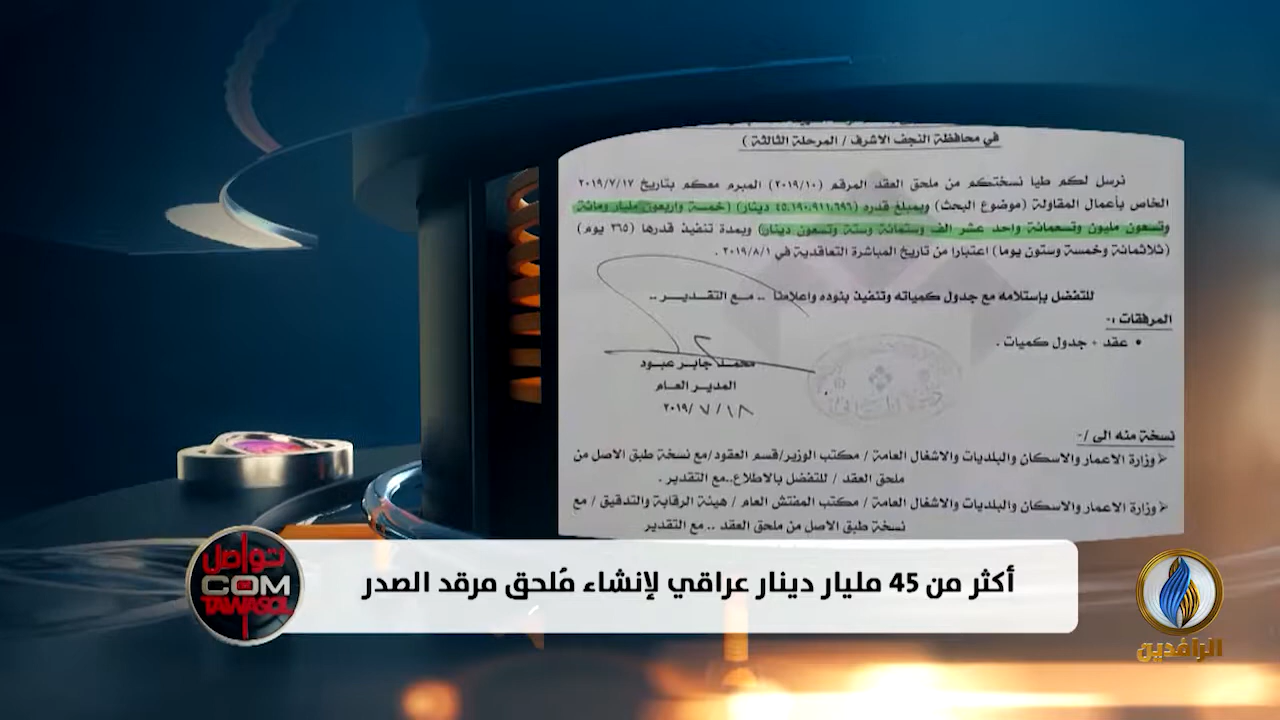 في محافظة النجف الاشرف / المرحلة الثالثة )
نرسل لكم طيا نسختكم من ملحق العقد المرقم (٢٠١٩/١٠) المبرم معكم بتاريخ ٢٠١٩/٧/١٧
الخاص بأعمال المقاولة (موضوع البحث) وبمبلغ قدره (٤٥.١٩٠.٩١١.٦٩٦ دينار) (خمسة واربعون مليار ومائة
وتسعون مليون وتسعمائة واحد عشر الف وستمائة وستة وتسعون دينار) وبمدة تنفيذ قدرها (٣٦٥ يوم)
(ثلاثمائة وخمسة وستون يوما) اعتبارا من تاريخ المباشرة التعاقدية في ٢٠١٩/٨/١ .
للتفضل بإستلامه مع جدول كمياته وتنفيذ بنوده واعلامنا .. مع التقديـر ..
المرفقات :-
• عقد + جدول كميات .
محمد جابر عبود
المدير العام
٢٠١٩/ ٧ / ١٨
نسخة منه الى /-
وزارة الاعمار والاسكان والبلديات والاشغال العامة / مكتب الوزير/قسم العقود/مع نسخة طبق الاصل من
ملحق العقد / للتفضل بالاطلاع..مع التقدير .
وزارة الاعمار والاسكان والبلديات والاشغال العامة / مكتب المفتش العام / هيئة الرقابة والتدقيق / مع
نسخة طبق الاصل من ملحق العقد .. مع التقدير
أكثر من 45 مليار دينار عراقي لإنشاء مُلحق مرقد الصدر
تواصل
COM
TAWASOL
الرافدين